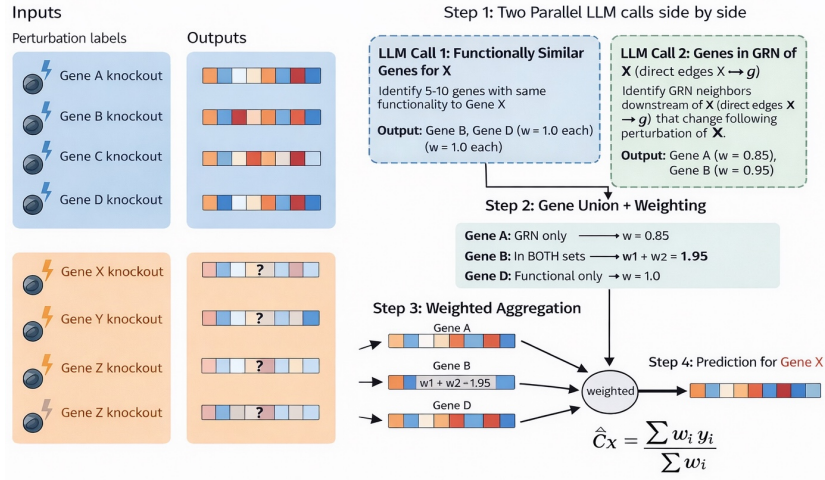 Inputs
Perturbation labels
Outputs
Gene A knockout
Gene B knockout
Gene C knockout
Gene D knockout
Gene X knockout
?
Gene Y knockout
?
Gene Z knockout
?
Gene Z knockout
?
Step 1: Two Parallel LLM calls side by side
LLM Call 1: Functionally Similar
Genes for X
Identify 5-10 genes with same
functionality to Gene X
Output: Gene B, Gene D (w = 1.0 each)
(w = 1.0 each)
LLM Call 2: Genes in GRN of
X (direct edges X → g)
Identify GRN neighbors
downstream of X (direct edges X
→ g) that change following
perturbation of X.
Output: Gene A (w = 0.85),
Gene B (w = 0.95)
Step 2: Gene Union + Weighting
Gene A: GRN only → w = 0.85
Gene B: In BOTH sets → w1 + w2 = 1.95
Gene D: Functional only → w = 1.0
Step 3: Weighted Aggregation
Gene A
Gene B
w1 + w2 – 1.95
Gene D
weighted
Step 4: Prediction for Gene X
Ĉx = ∑ wi yi / ∑ wi